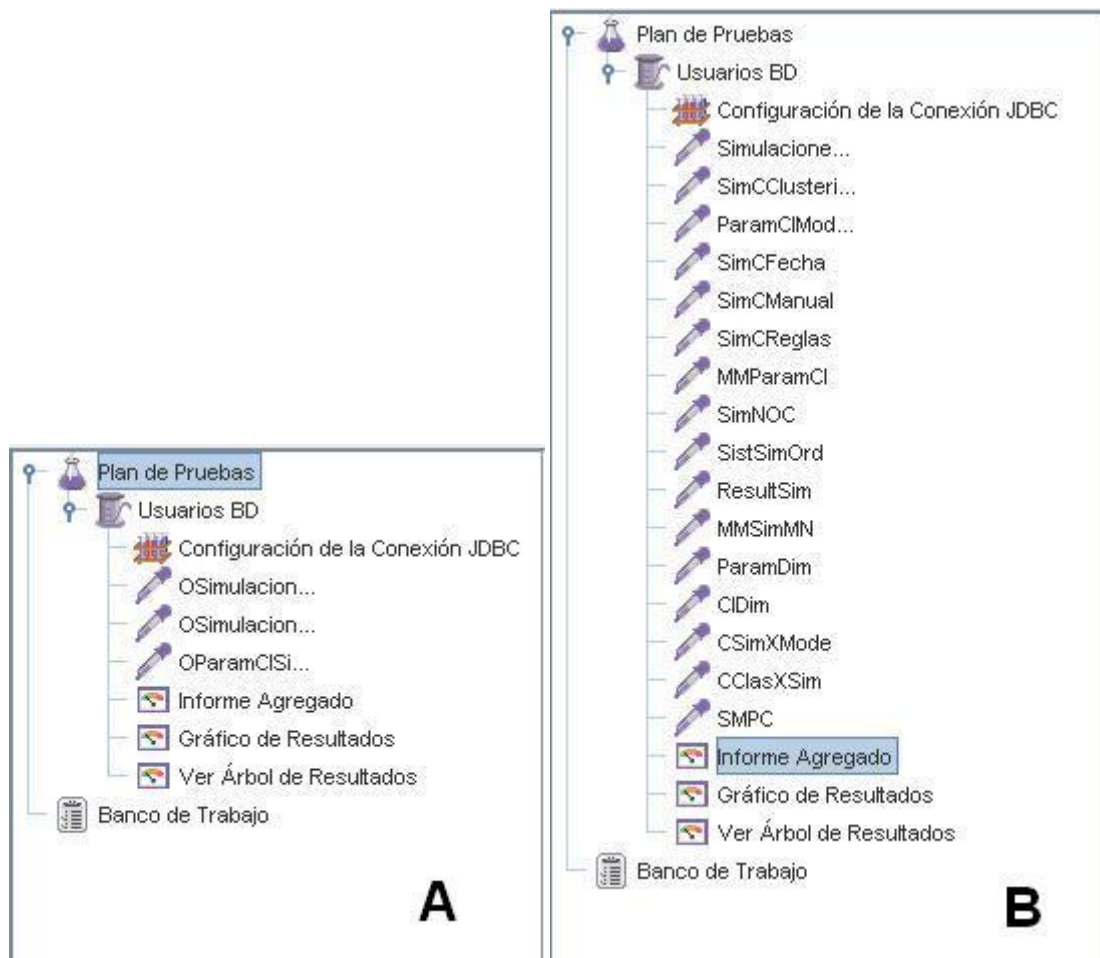 Plan de Pruebas
Usuarios BD
Configuración de la Conexión JDBC
OSimulacion...
OSimulacion...
OParamClSi...
Informe Agregado
Gráfico de Resultados
Ver Árbol de Resultados
Banco de Trabajo
A
Plan de Pruebas
Usuarios BD
Configuración de la Conexión JDBC
Simulacione...
SimCClusteri...
ParamClMod...
SimCFecha
SimCManual
SimCReglas
MMParamCl
SimNOC
SistSimOrd
ResultSim
MMSimMN
ParamDim
ClDim
CSimXMode
CClasXSim
SMPC
Informe Agregado
Gráfico de Resultados
Ver Árbol de Resultados
Banco de Trabajo
B